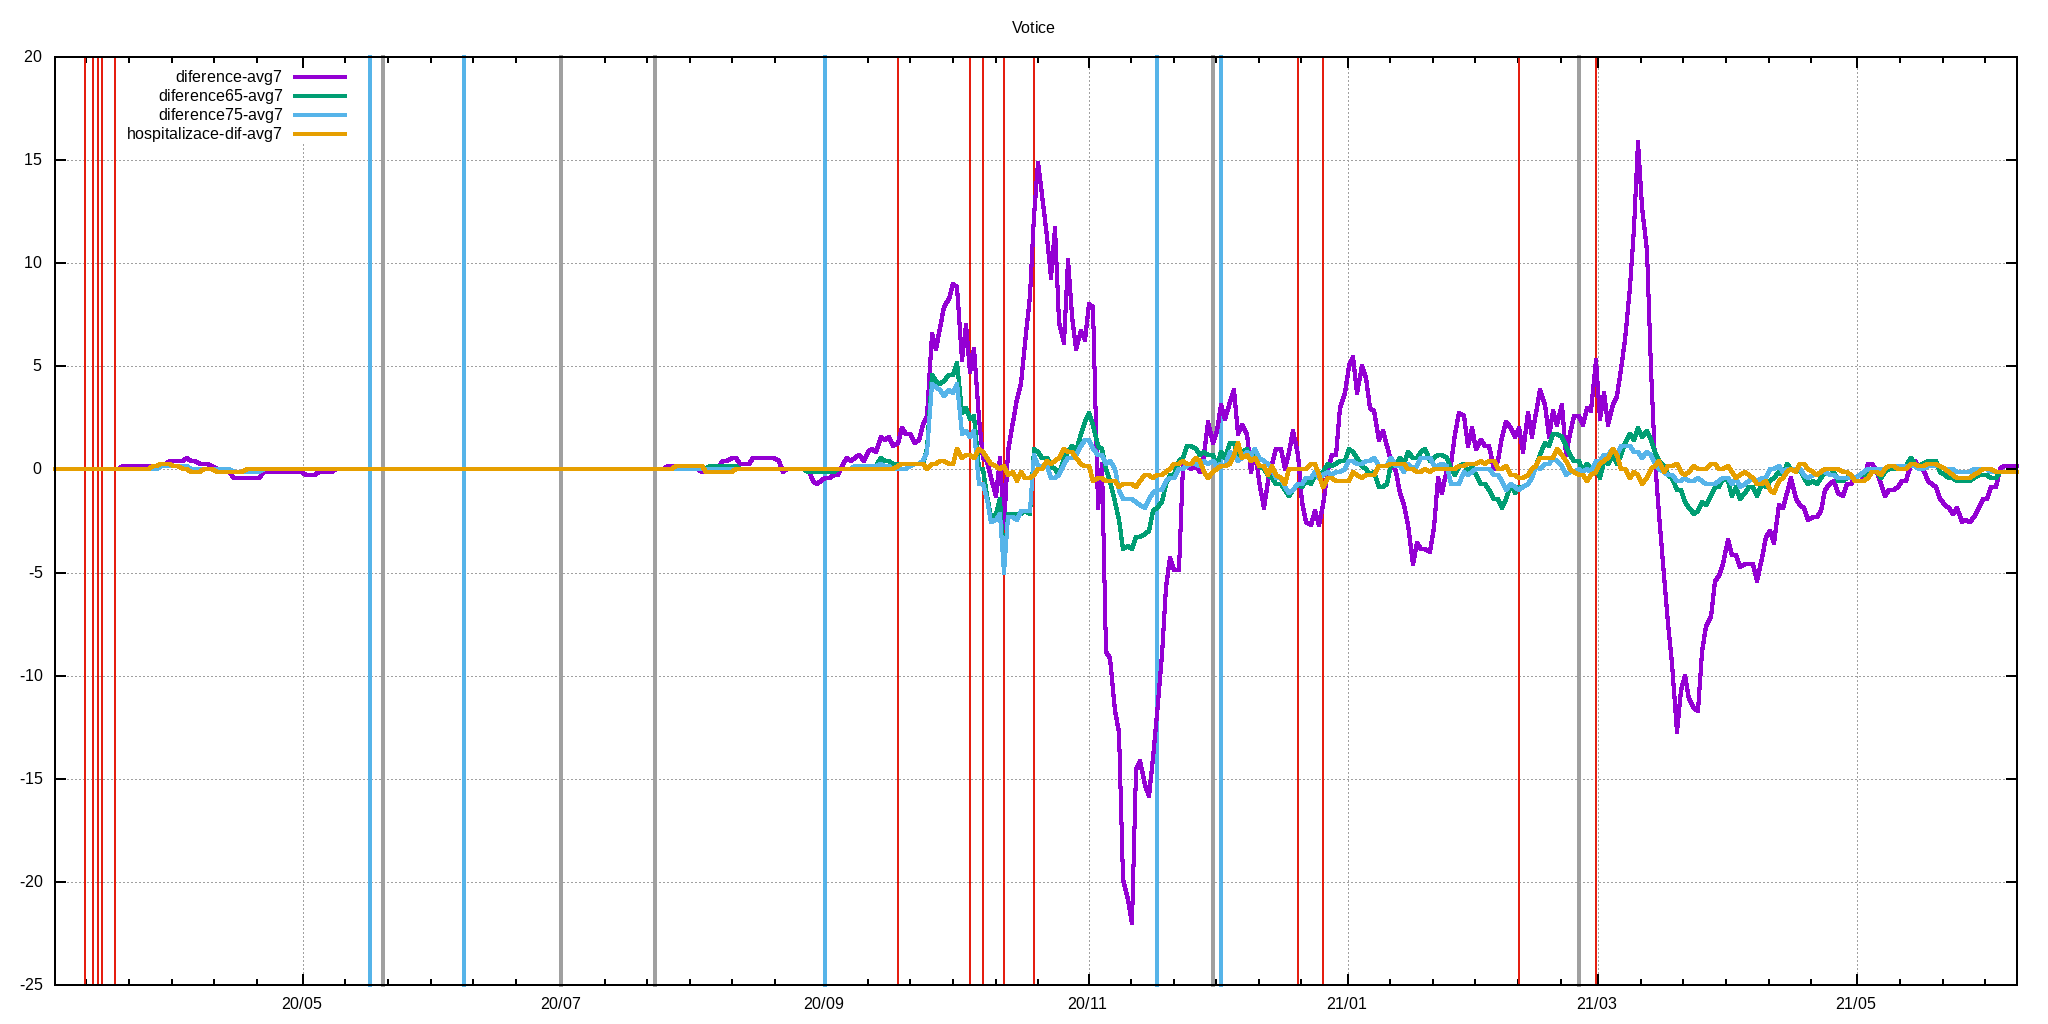 Votice
20
diference-avg7
diference65-avg7
diference75-avg7
hospitalizace-dif-avg7
15
10
5
0
-5
-10
-15
-20
-25
20/05 20/07 20/09 20/11 21/01 21/03 21/05